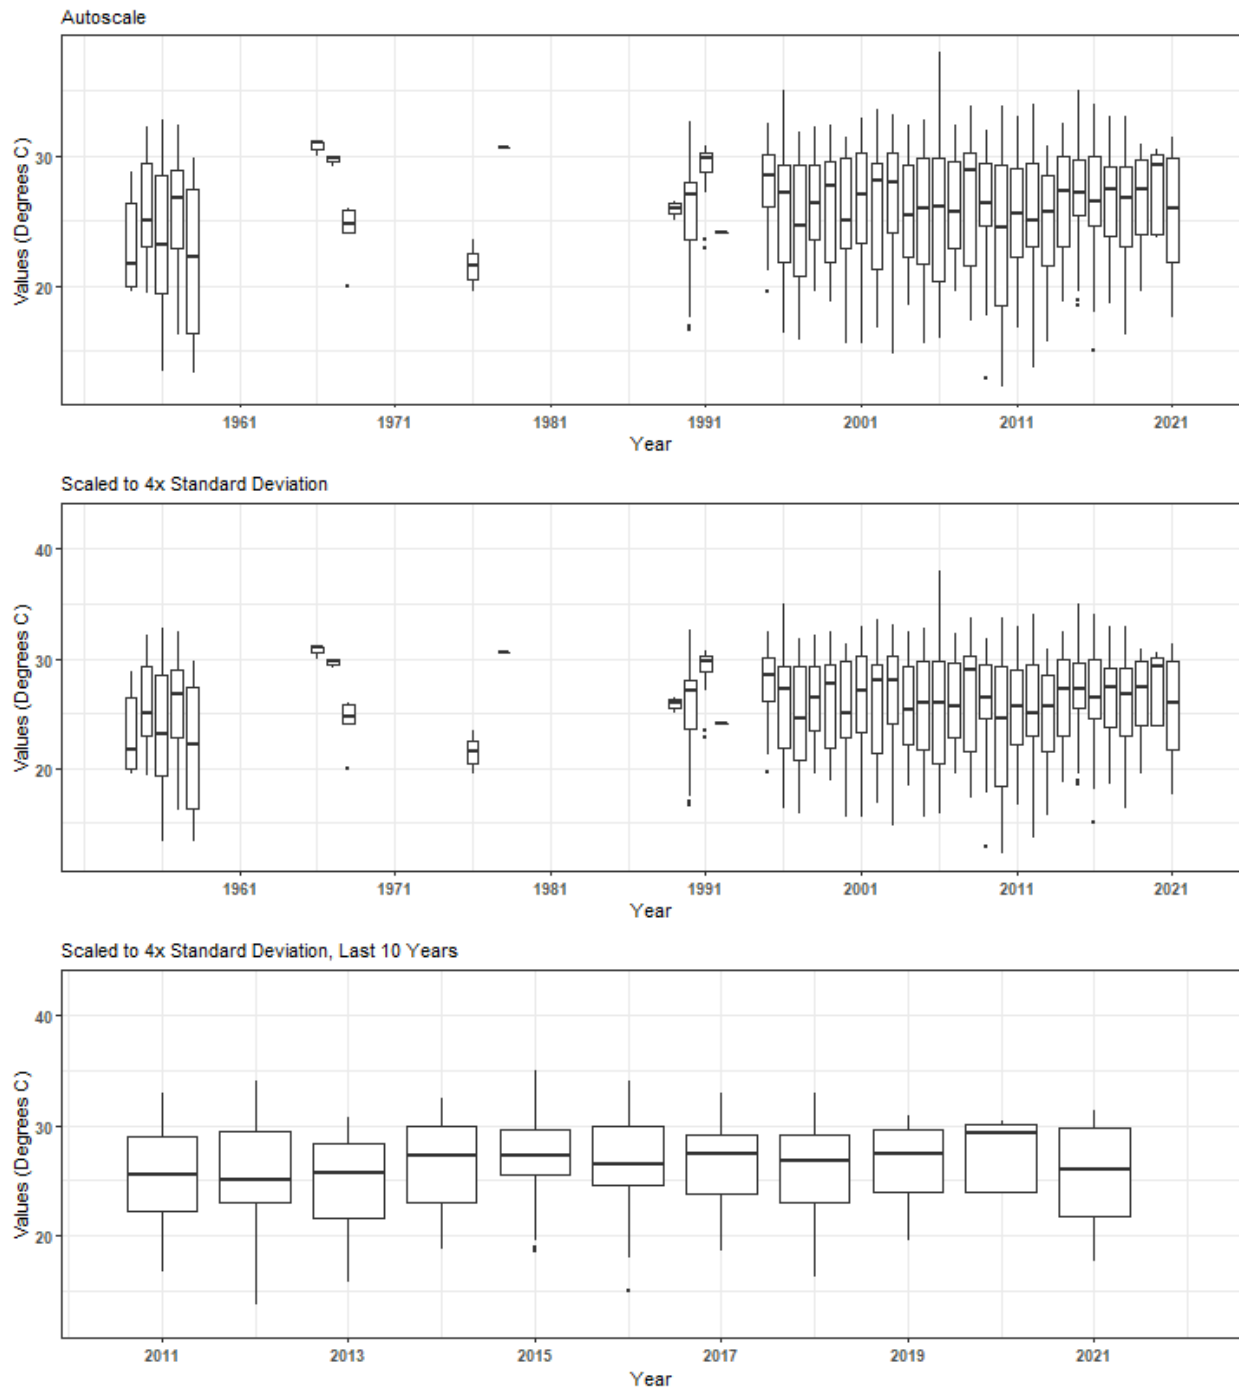 Autoscale
Values (Degrees C)
30
20
1961 1971 1981 1991 2001 2011 2021
Year
Scaled to 4x Standard Deviation
Values (Degrees C)
40
30
20
1961 1971 1981 1991 2001 2011 2021
Year
Scaled to 4x Standard Deviation, Last 10 Years
Values (Degrees C)
40
30
20
2011 2013 2015 2017 2019 2021
Year